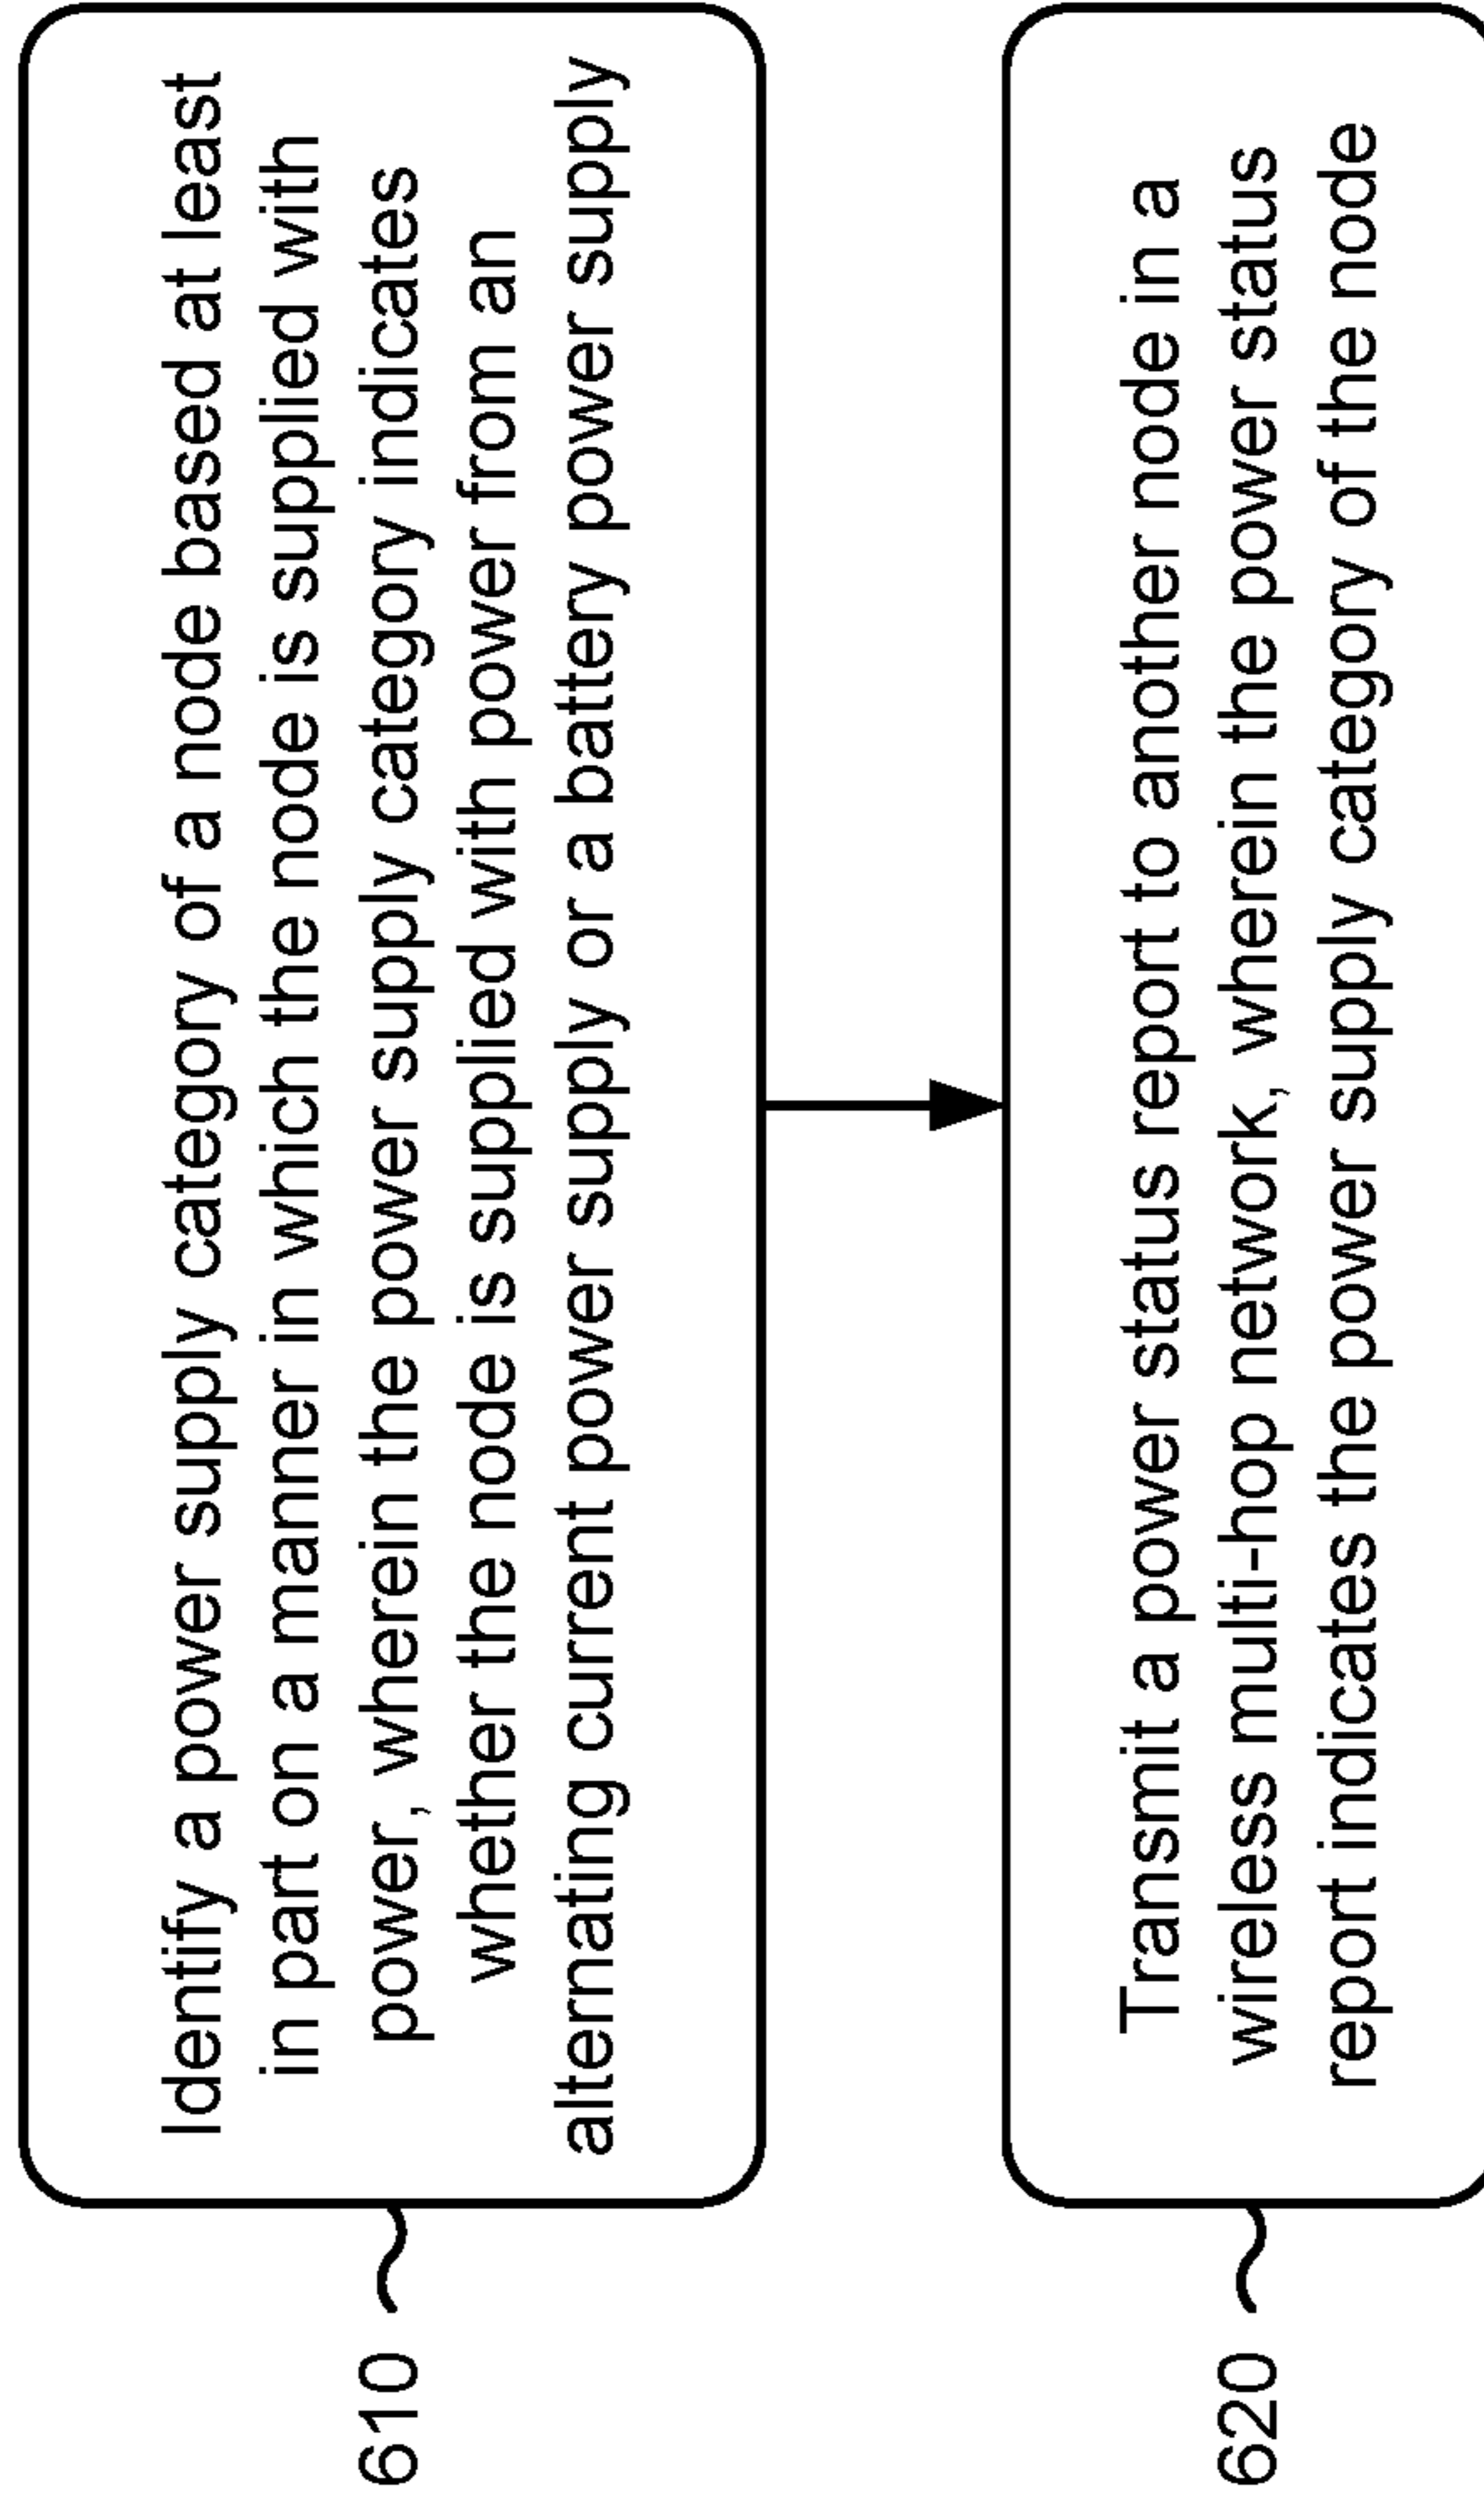 Identify a power supply category of a node based at least
in part on a manner in which the node is supplied with
power, wherein the power supply category indicates
whether the node is supplied with power from an
alternating current power supply or a battery power supply
610
Transmit a power status report to another node in a
wireless multi-hop network, wherein the power status
report indicates the power supply category of the node
620